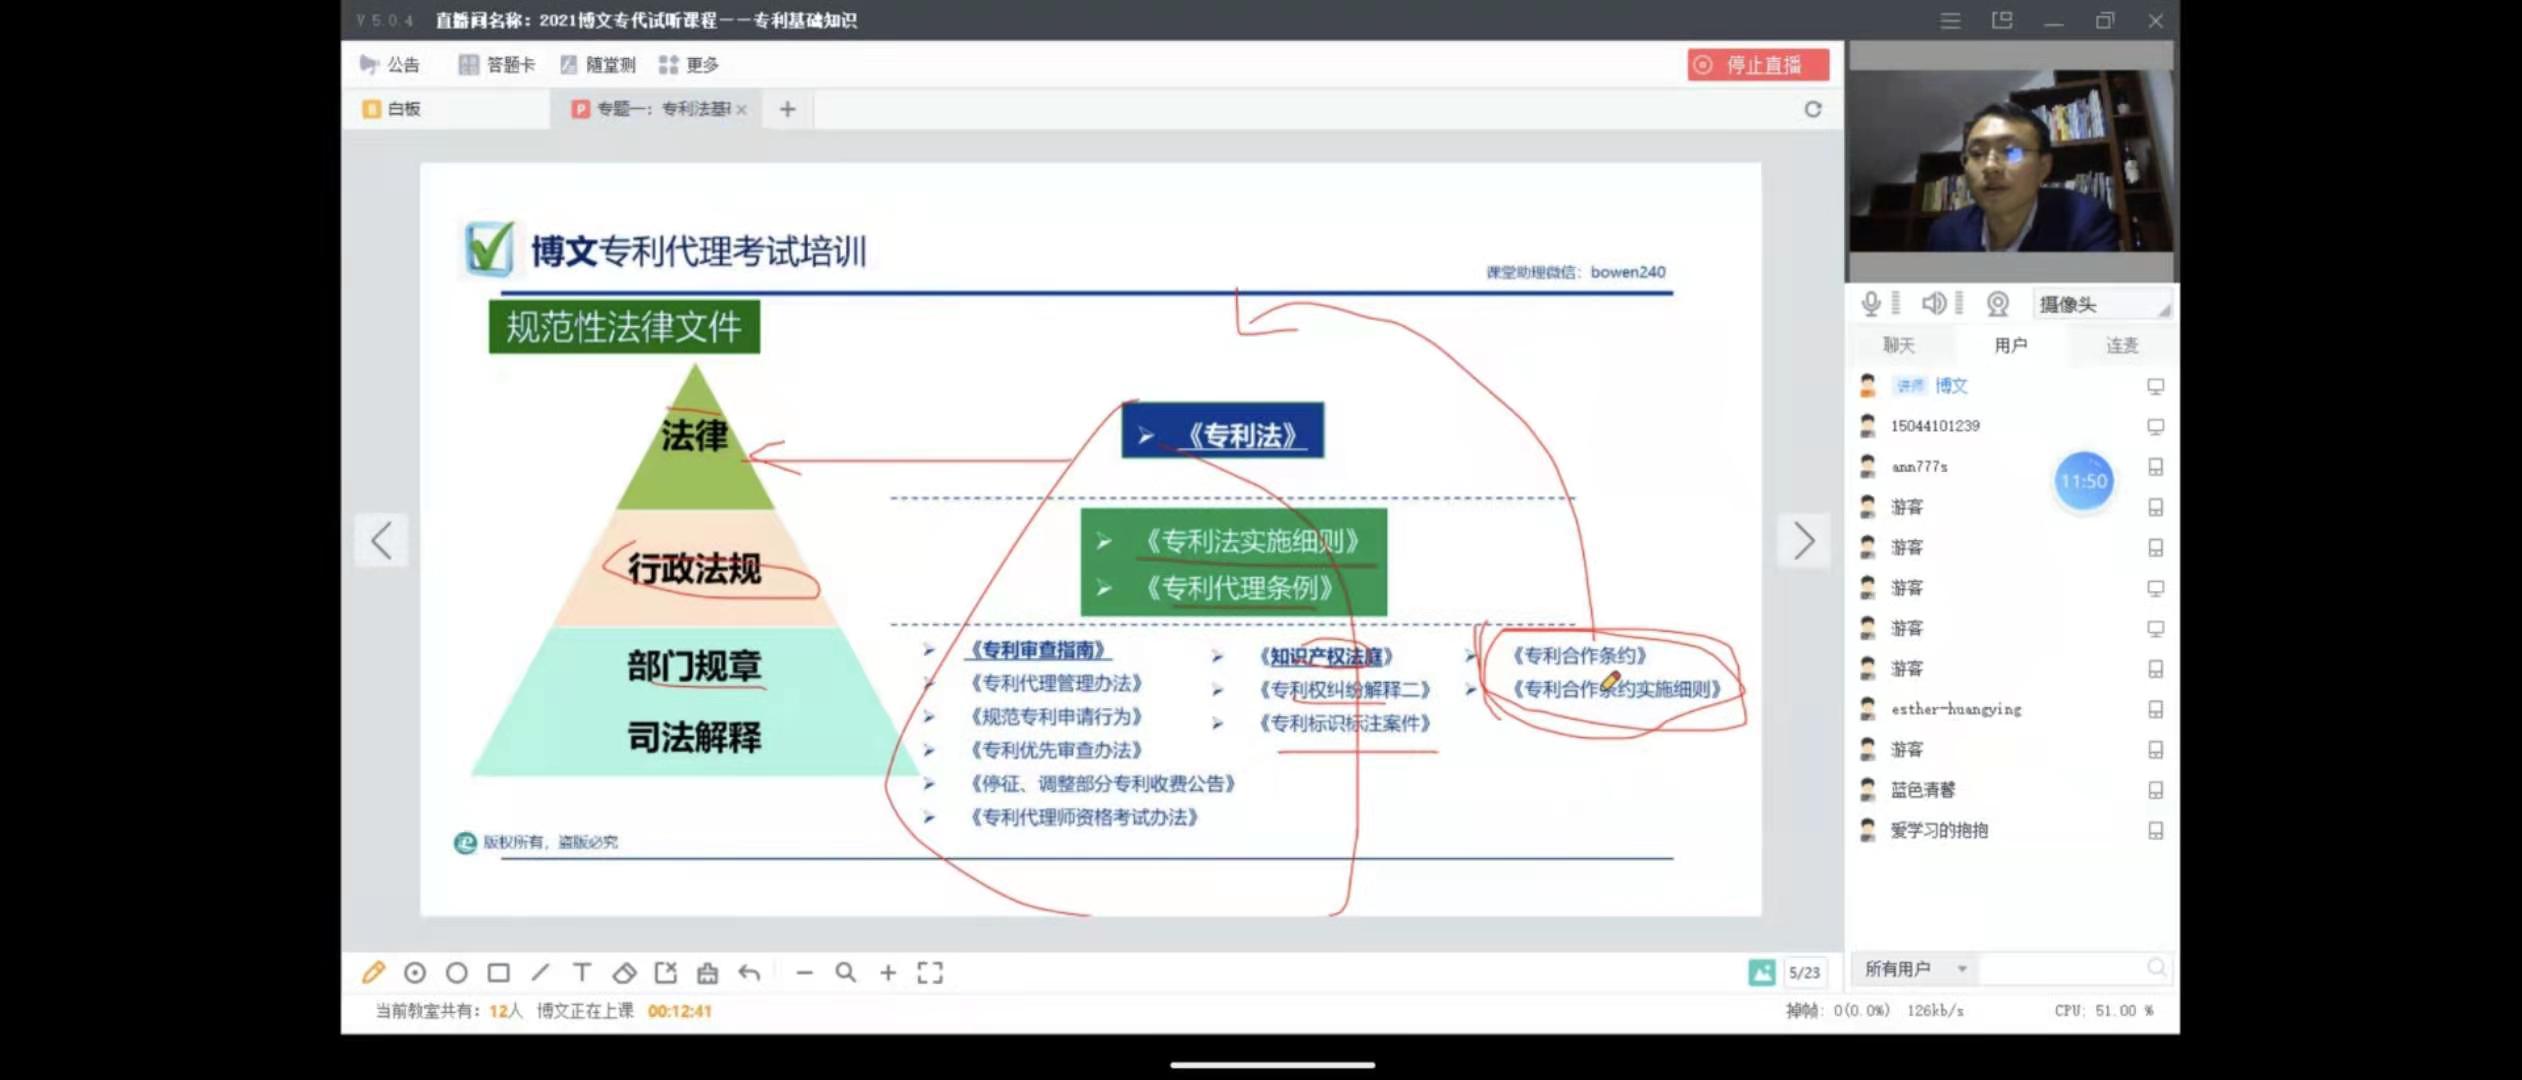 V 5.0.4 直播间名称：2021博文专代试听课程——专利基础知识
公告 答题卡 随堂测 更多
停止直播
白板
专题一：专利法基
博文专利代理考试培训
课堂助理微信：bowen240
规范性法律文件
法律
行政法规
部门规章
司法解释
《专利法》
《专利法实施细则》
《专利代理条例》
《专利审查指南》
《专利代理管理办法》
《规范专利申请行为》
《专利优先审查办法》
《停征、调整部分专利收费公告》
《专利代理师资格考试办法》
《知识产权法庭》
《专利权纠纷解释二》
《专利标识标注案件》
《专利合作条约》
《专利合作条约实施细则》
版权所有，盗版必究
摄像头
聊天 用户 连麦
讲师 博文
15044101239
ann777s
11:50
游客
游客
游客
游客
游客
esther-huangying
游客
蓝色清馨
爱学习的抱抱
5/23
所有用户
当前教室共有：12人 博文正在上课 00:12:41
掉帧：0(0.0%) 126kb/s CPU: 51.00 %